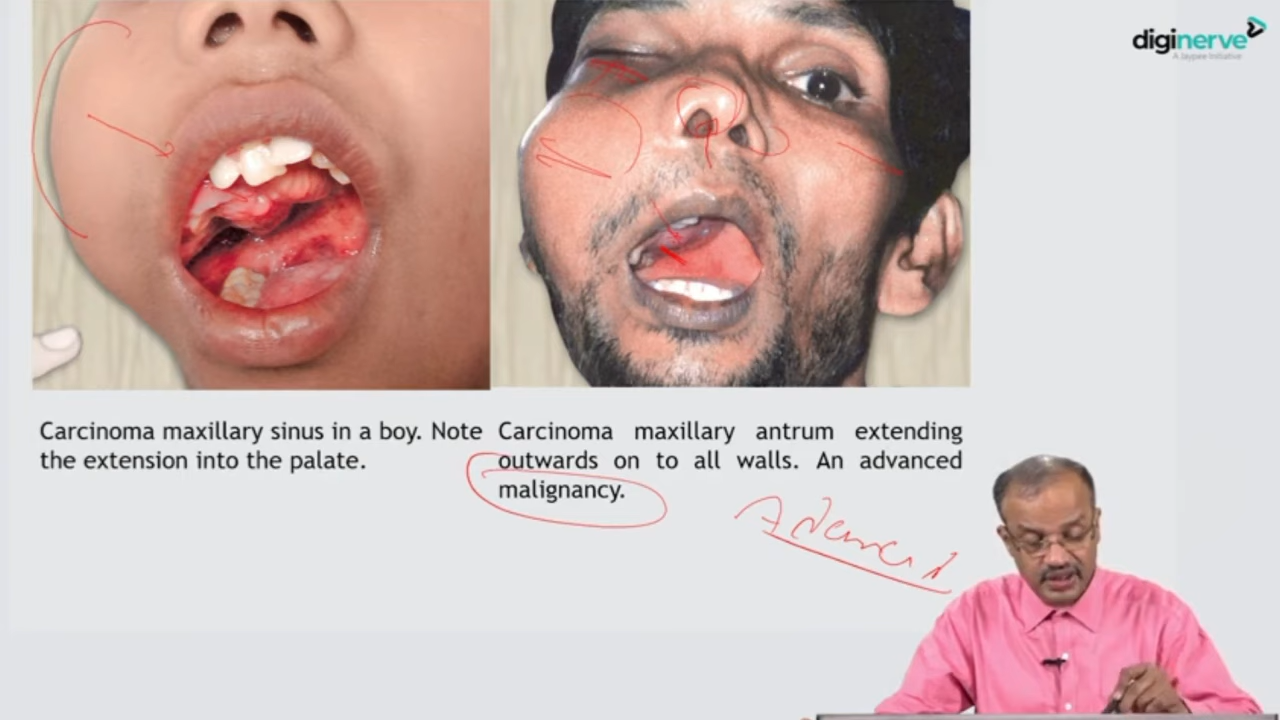 diginerve
A Jaypee Initiative
Carcinoma maxillary sinus in a boy. Note
the extension into the palate.
Carcinoma maxillary antrum extending
outwards on to all walls. An advanced
malignancy.
Advanced